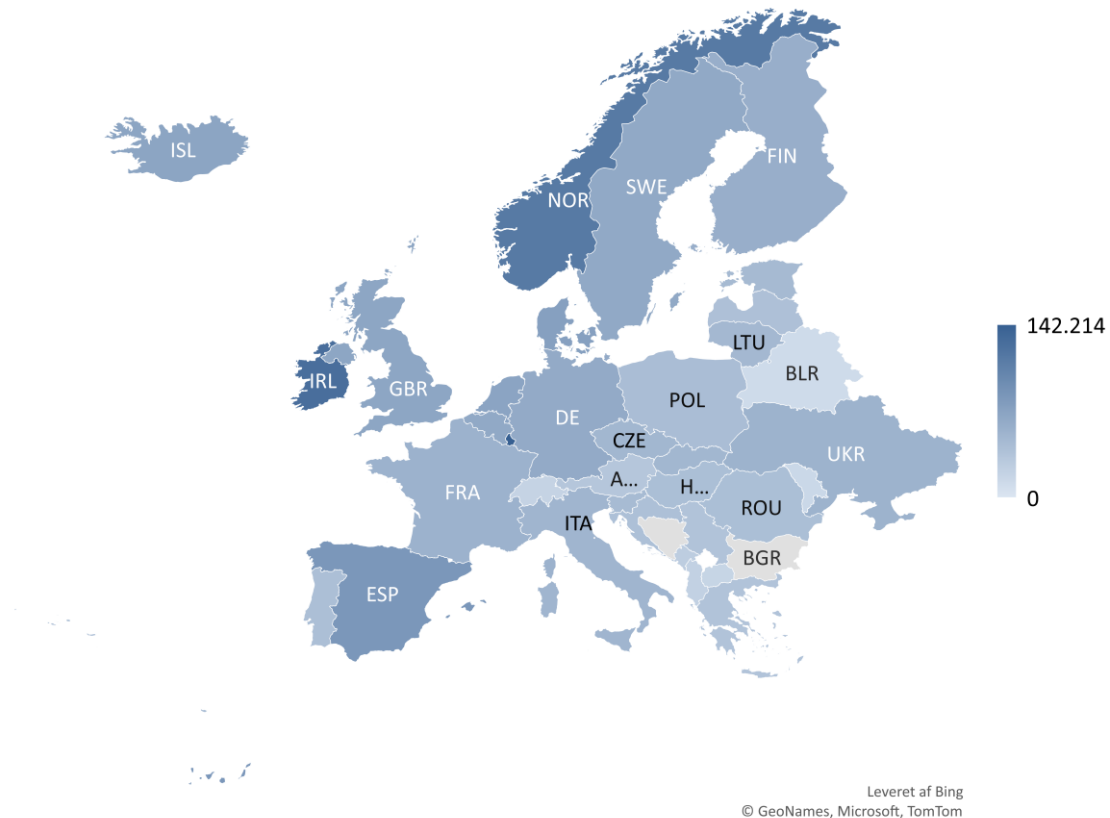 ISL
FIN
SWE
NOR
142.214
LTU
IRL
BLR
GBR
POL
DE
CZE
UKR
A...
H...
FRA
0
ROU
ITA
BGR
ESP
Leveret af Bing
© GeoNames, Microsoft, TomTom